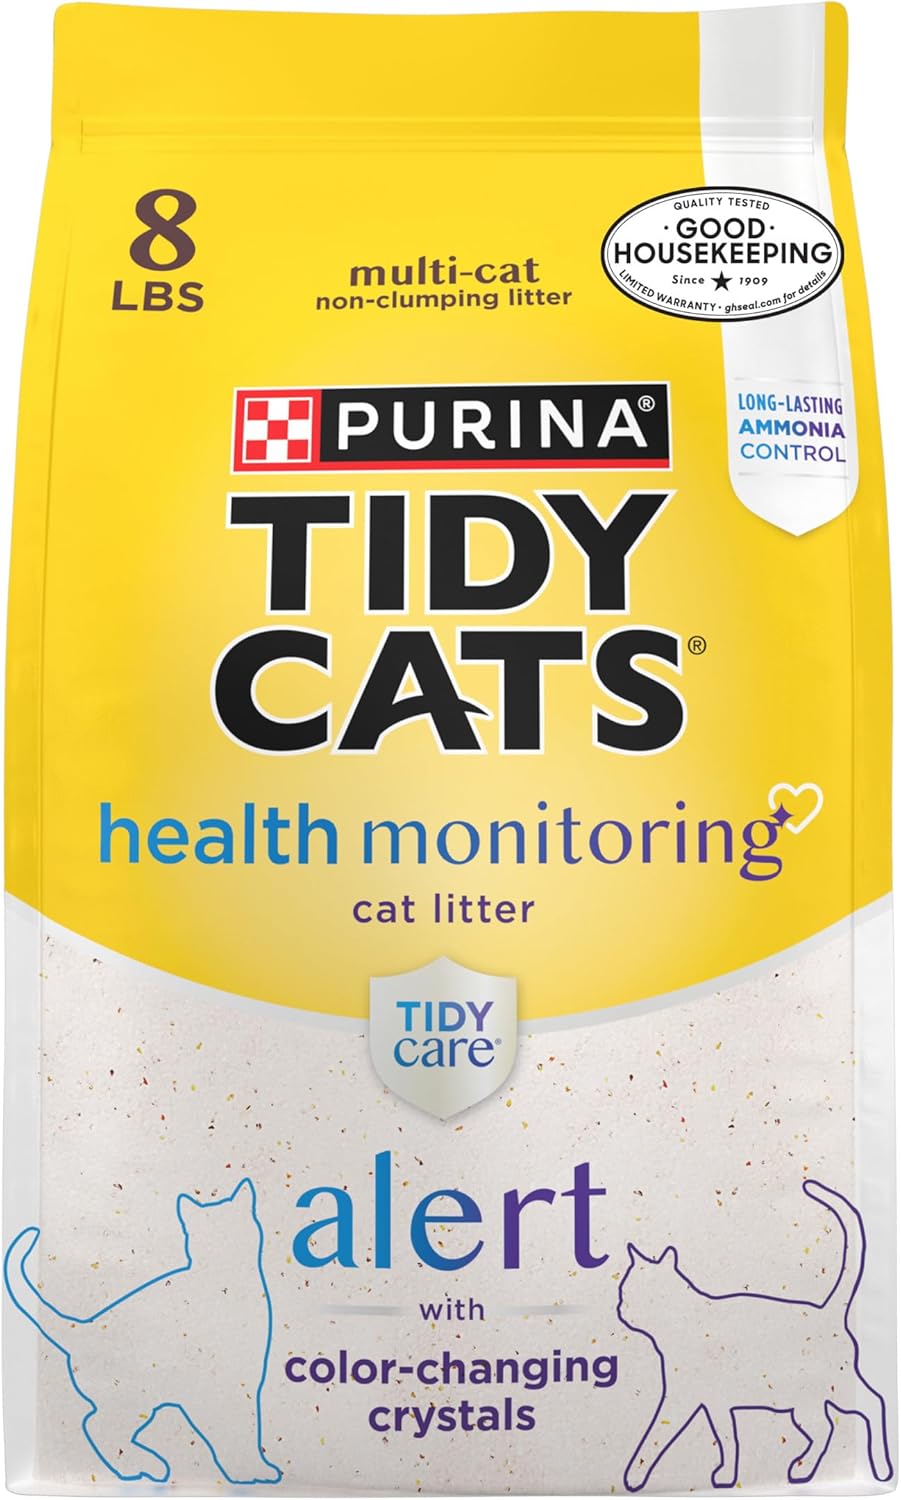 8
LBS
multi-cat
non-clumping litter
QUALITY TESTED
·GOOD·
HOUSEKEEPING
Since ★ 1909
LIMITED WARRANTY · ghseal.com for details
LONG-LASTING
AMMONIA
CONTROL
PURINA®
TIDY
CATS®
health monitoring
cat litter
TIDY
care®
alert
with
color-changing
crystals